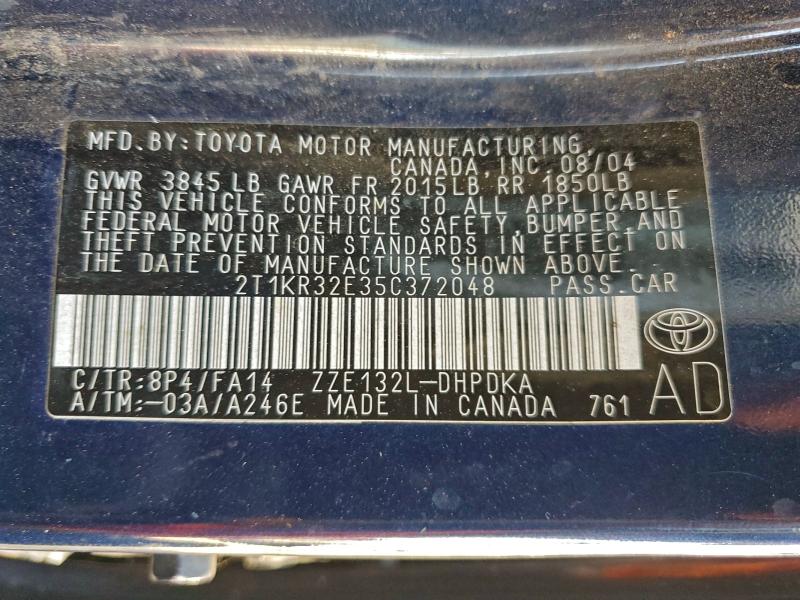 MFD. BY: TOYOTA MOTOR MANUFACTURING,
CANADA, INC. 08/04
GVWR 3845 LB GAWR FR 2015LB RR 1850LB
THIS VEHICLE CONFORMS TO ALL APPLICABLE
FEDERAL MOTOR VEHICLE SAFETY, BUMPER, AND
THEFT PREVENTION STANDARDS IN EFFECT ON
THE DATE OF MANUFACTURE SHOWN ABOVE.
2T1KR32E35C372048 PASS. CAR
C/TR: 8P4/FA14 ZZE132L-DHPDKA
A/TM: -03A/A246E MADE IN CANADA 761 AD